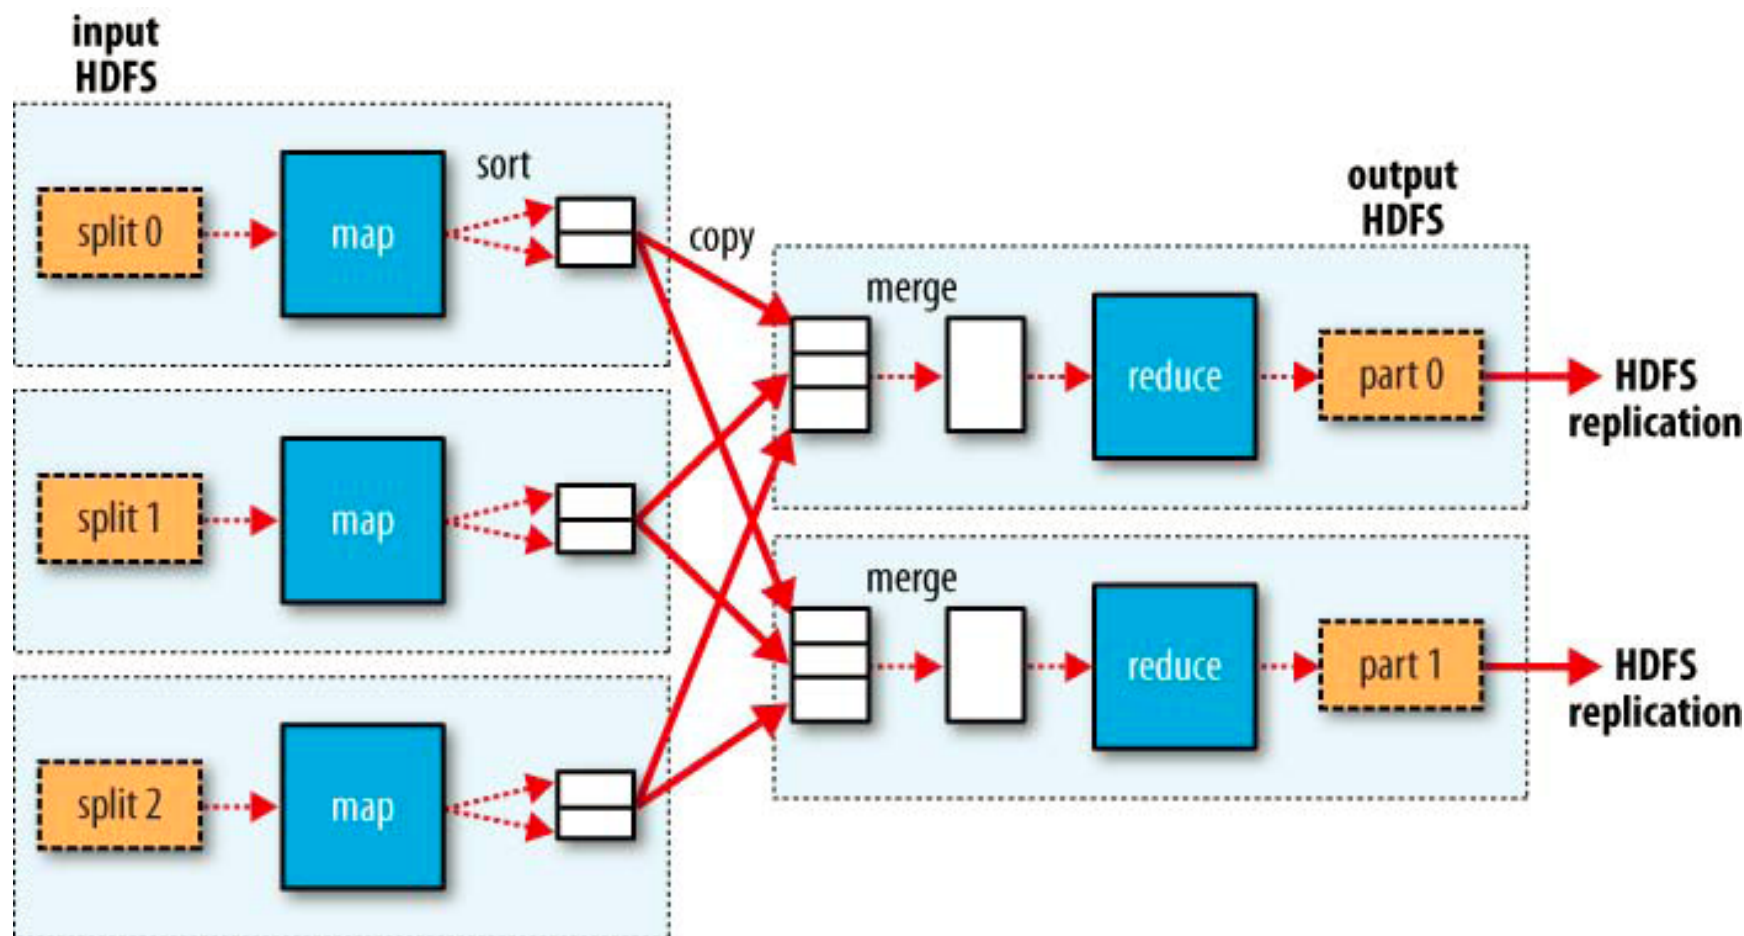 input
HDFS
split 0
map
sort
copy
split 1
map
split 2
map
output
HDFS
merge
reduce
part 0
HDFS
replication
merge
reduce
part 1
HDFS
replication